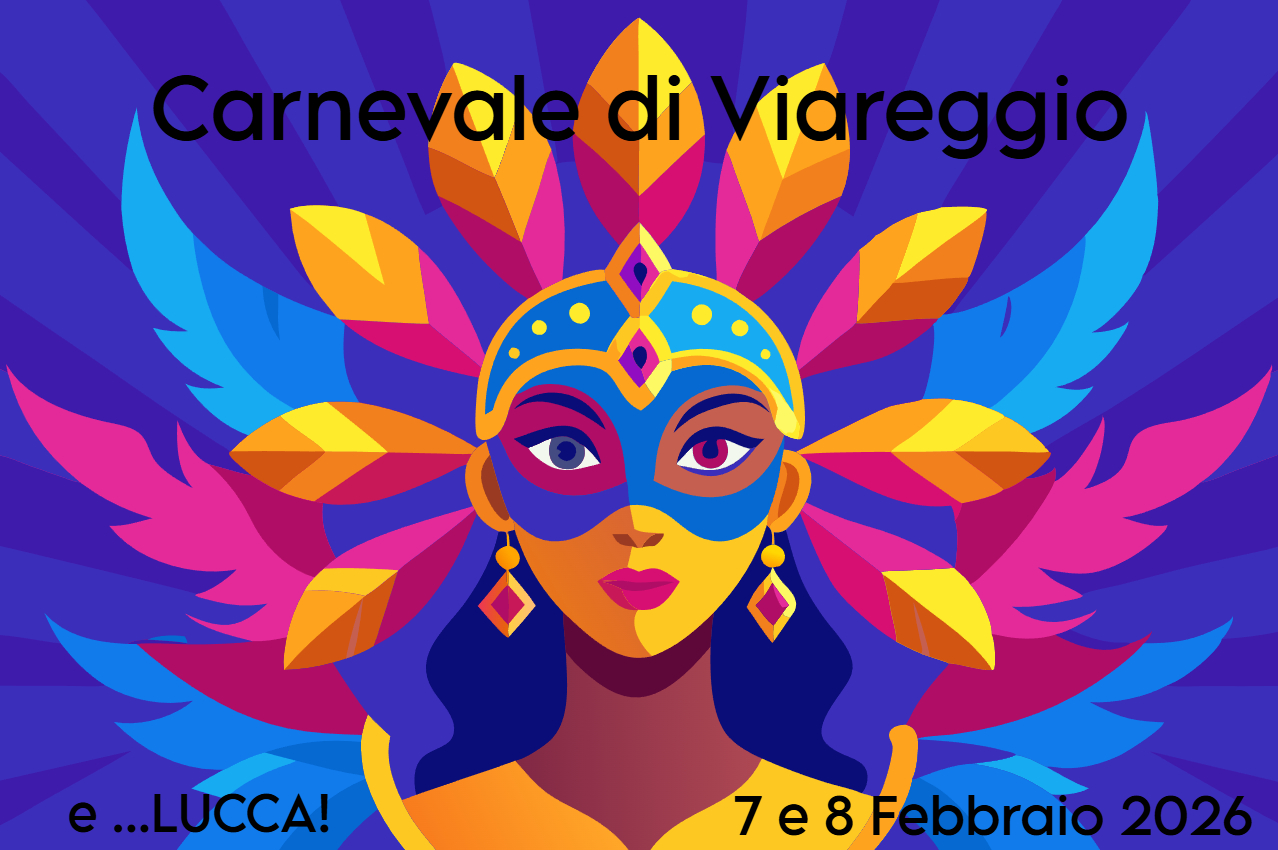 Carnevale di Viareggio
e ...LUCCA!
7 e 8 Febbraio 2026